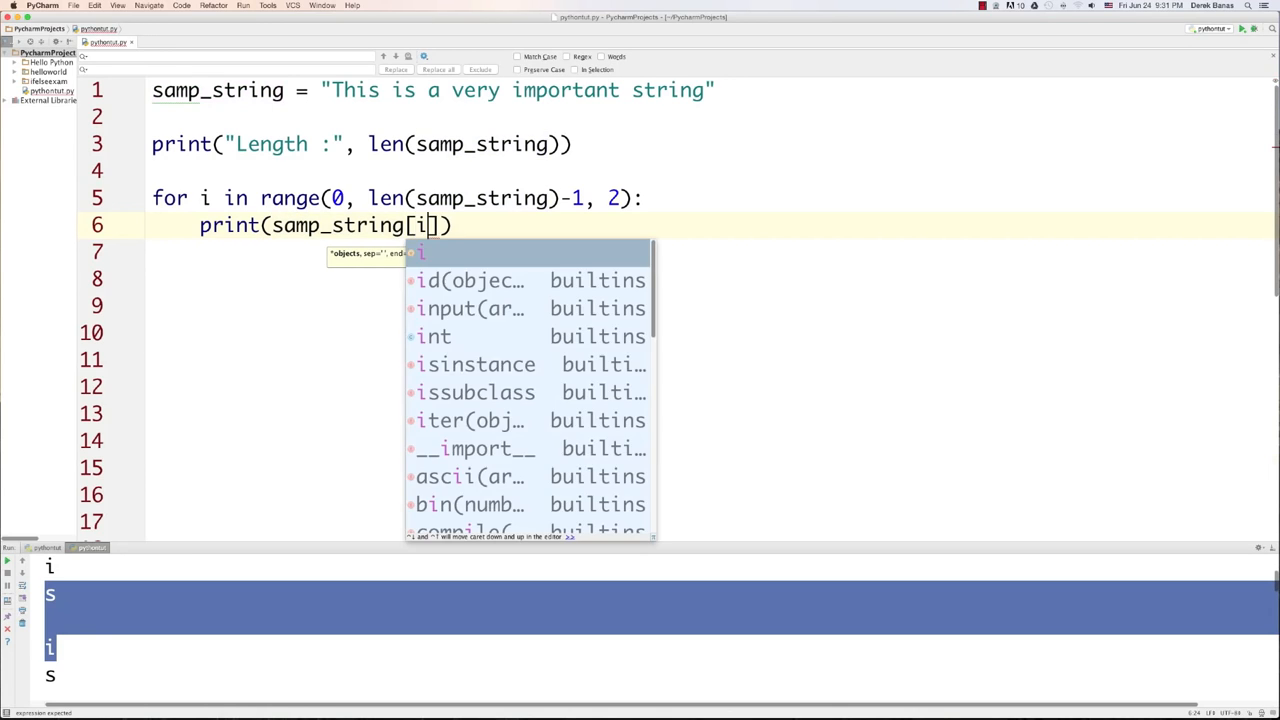 PyCharm File Edit View Navigate Code Refactor Run Tools VCS Window Help
Fri Jun 24 9:31 PM Derek Banas
pythontut.py - PycharmProjects - [~/PycharmProjects]
PycharmProjects pythontut.py
pythontut
pythontut.py ×
PycharmProject
Hello Python
helloworld
ifelseexam
pythontut.py
External Librarie
Match Case Regex Words
Replace Replace all Exclude Preserve Case In Selection
1 samp_string = "This is a very important string"
2
3 print("Length :", len(samp_string))
4
5 for i in range(0, len(samp_string)-1, 2):
6 print(samp_string[i])
7
8
9
10
11
12
13
14
15
16
17
*objects, sep='', end=
i
id(objec… builtins
input(ar… builtins
int builtins
isinstance builti…
issubclass builti…
iter(obj… builtins
__import__ builti…
ascii(ar… builtins
bin(numb… builtins
compile( builtins
^↓ and ^↑ will move caret down and up in the editor >>
Run: pythontut pythontut
i
s
i
s
expression expected
6:24 LF≑ UTF-8≑